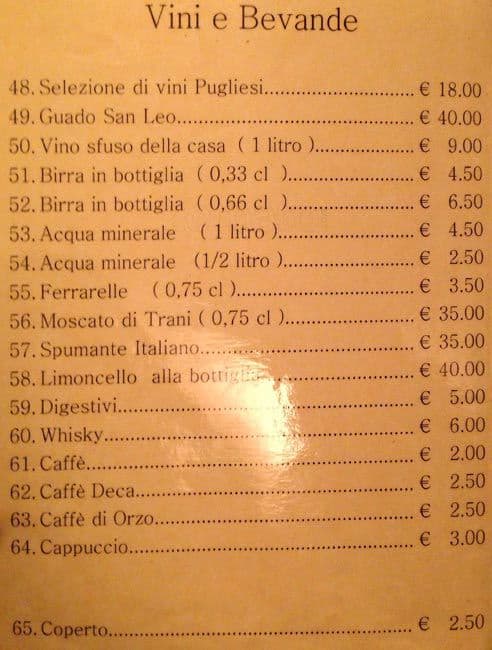 Vini e Bevande
48. Selezione di vini Pugliesi............................ € 18.00
49. Guado San Leo............................................ € 40.00
50. Vino sfuso della casa ( 1 litro ).................. € 9.00
51. Birra in bottiglia ( 0,33 cl )....................... € 4.50
52. Birra in bottiglia ( 0,66 cl )....................... € 6.50
53. Acqua minerale ( 1 litro )......................... € 4.50
54. Acqua minerale (1/2 litro )........................ € 2.50
55. Ferrarelle ( 0,75 cl ).................................. € 3.50
56. Moscato di Trani ( 0,75 cl )....................... € 35.00
57. Spumante Italiano...................................... € 35.00
58. Limoncello alla bottiglia............................ € 40.00
59. Digestivi..................................................... € 5.00
60. Whisky....................................................... € 6.00
61. Caffè.......................................................... € 2.00
62. Caffè Deca................................................. € 2.50
63. Caffè di Orzo............................................. € 2.50
64. Cappuccio.................................................. € 3.00
65. Coperto...................................................... € 2.50